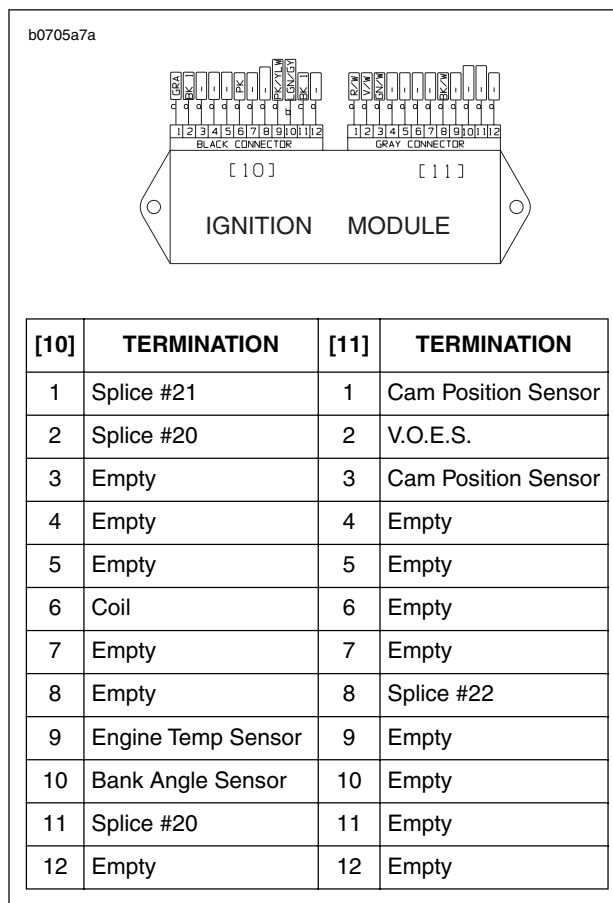 b0705a7a
GRA BK 1 - - - PK - - PK/YLW LGN/GY BK 1 - R/W V/W GN/W - - - - BK/W - - - -
1 2 3 4 5 6 7 8 9 10 11 12 1 2 3 4 5 6 7 8 9 10 11 12
BLACK CONNECTOR GRAY CONNECTOR
[10] [11]
IGNITION MODULE
[10] TERMINATION [11] TERMINATION
1 Splice #21 1 Cam Position Sensor
2 Splice #20 2 V.O.E.S.
3 Empty 3 Cam Position Sensor
4 Empty 4 Empty
5 Empty 5 Empty
6 Coil 6 Empty
7 Empty 7 Empty
8 Empty 8 Splice #22
9 Engine Temp Sensor 9 Empty
10 Bank Angle Sensor 10 Empty
11 Splice #20 11 Empty
12 Empty 12 Empty